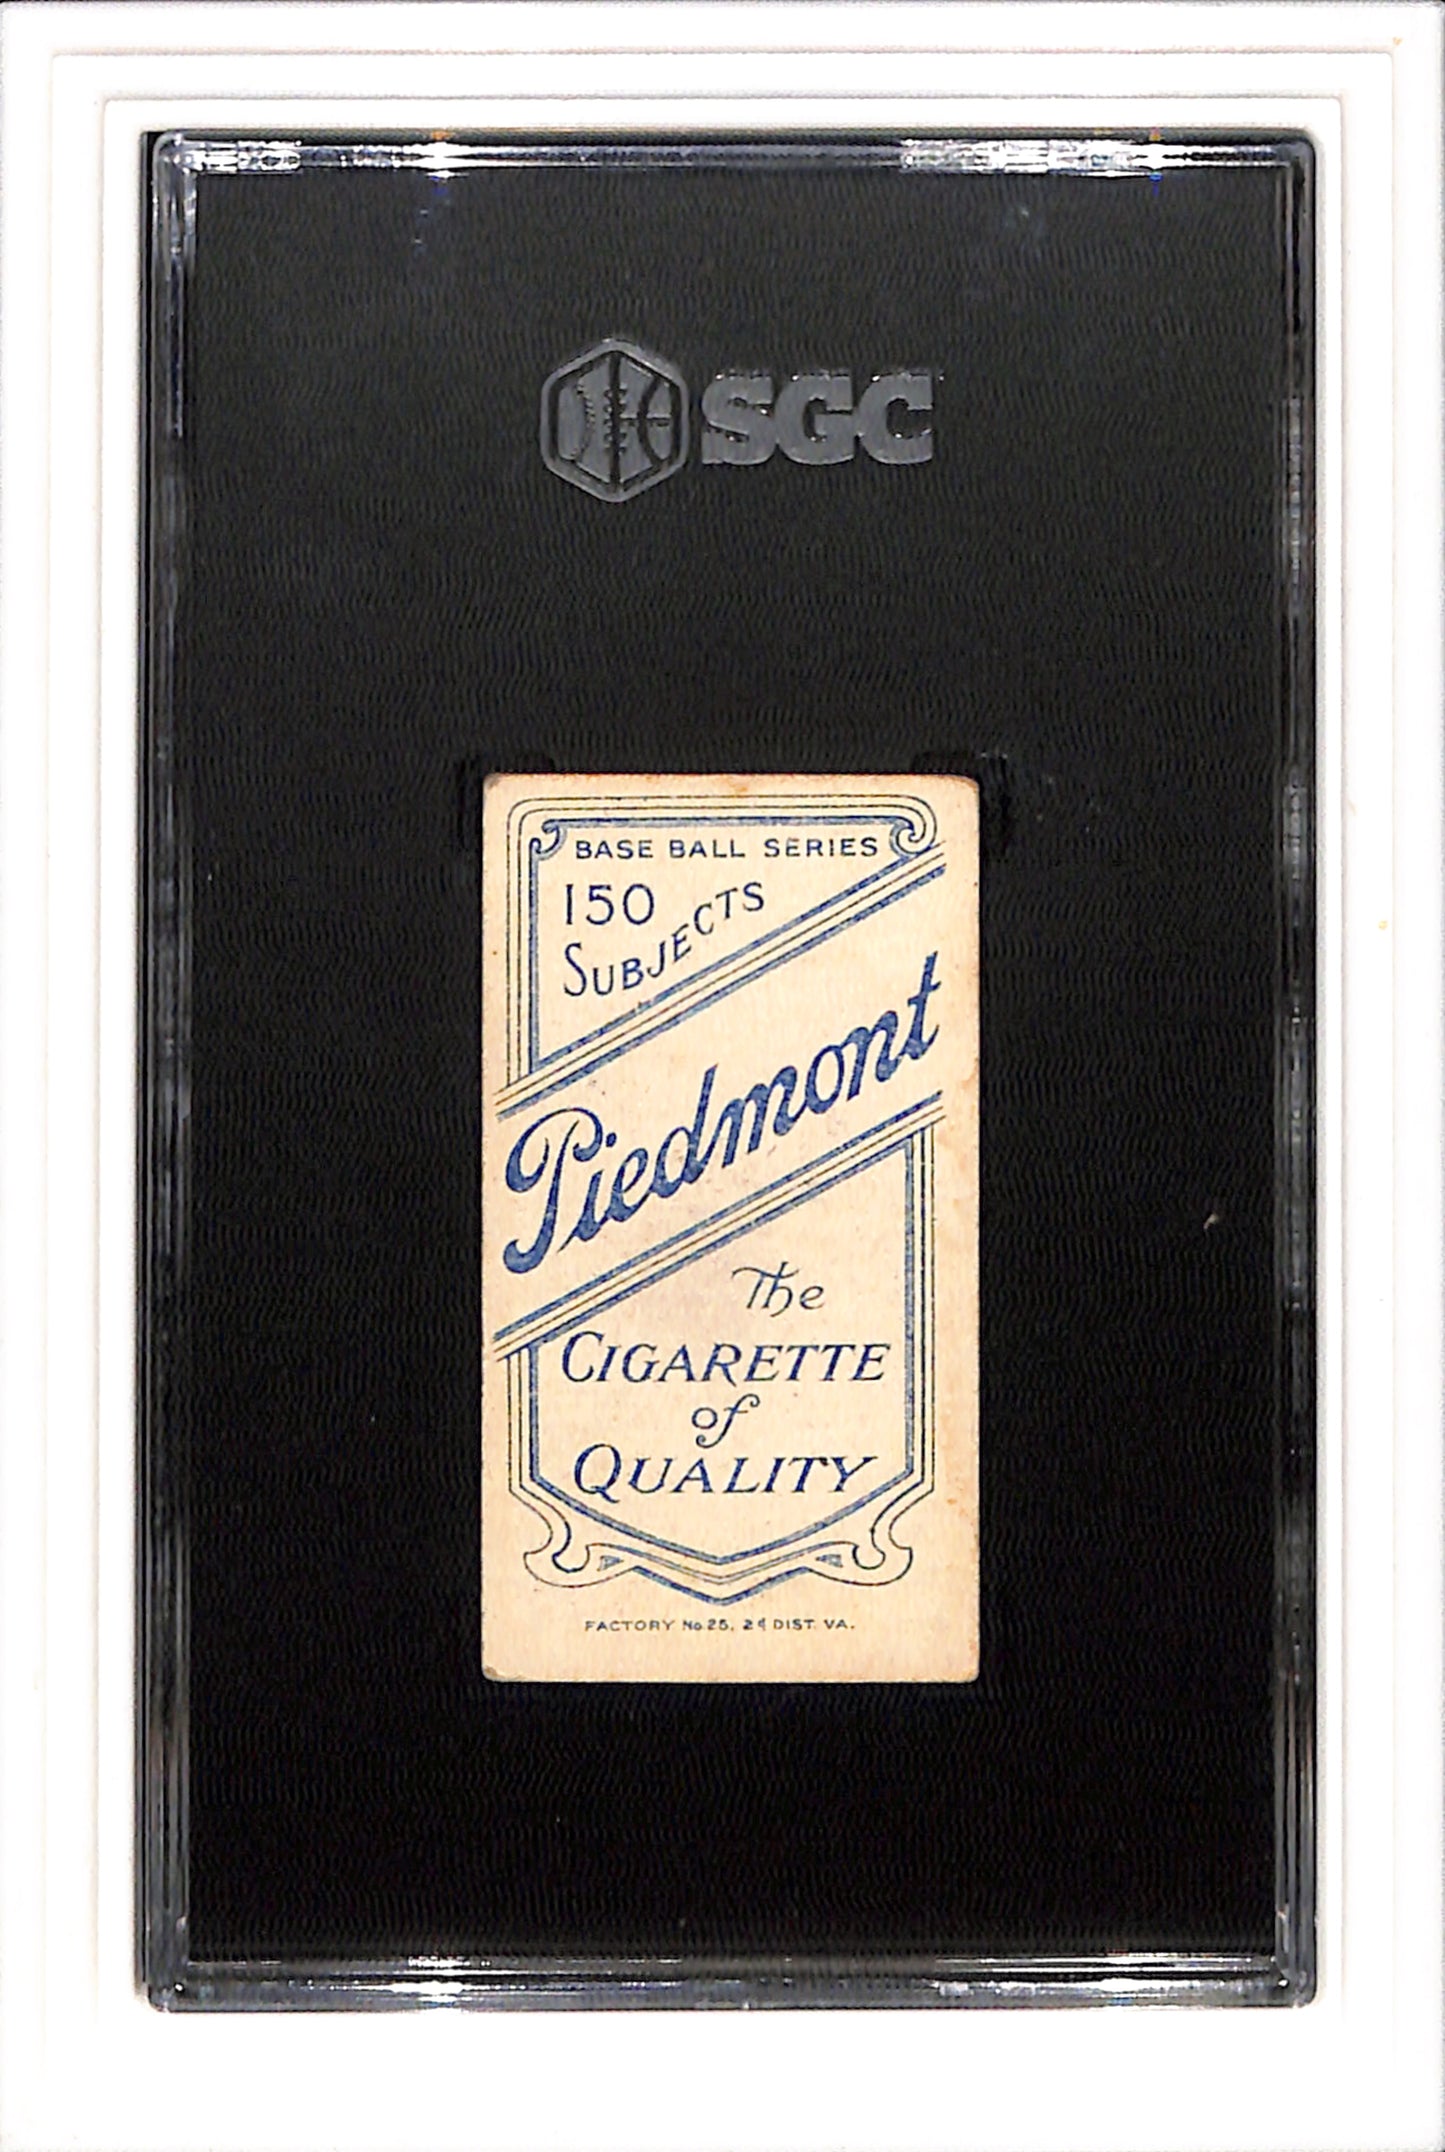 SGC
BASE BALL SERIES
150
SUBJECTS
Piedmont
The
CIGARETTE
of
QUALITY
FACTORY No 25, 2d DIST. VA.